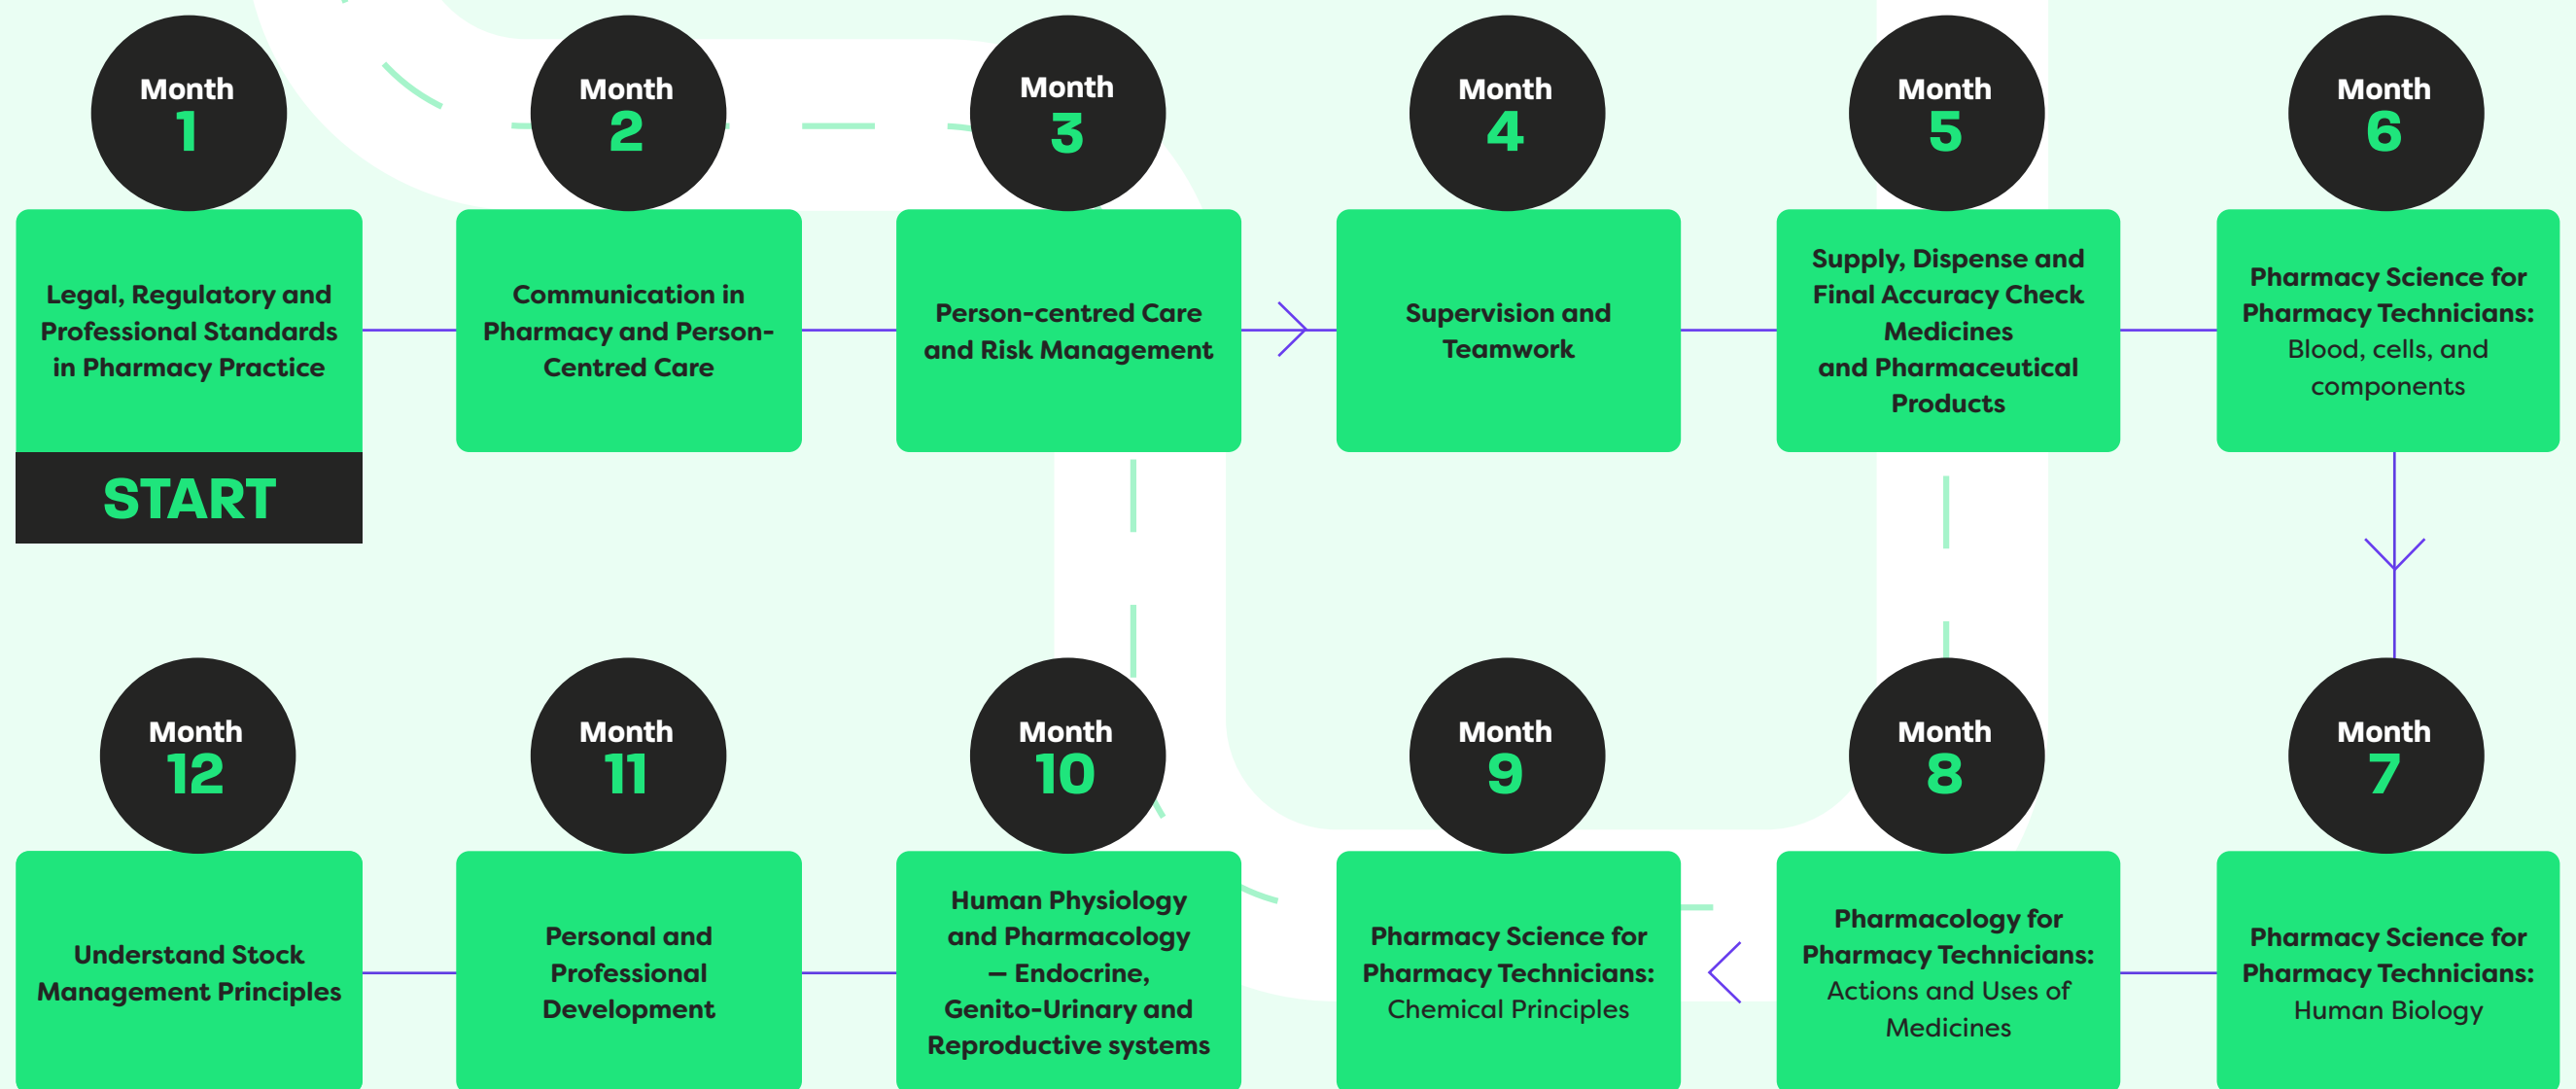 Month
1
Legal, Regulatory and
Professional Standards
in Pharmacy Practice
START
Month
2
Communication in
Pharmacy and Person-
Centred Care
Month
3
Person-centred Care
and Risk Management
Month
4
Supervision and
Teamwork
Month
5
Supply, Dispense and
Final Accuracy Check
Medicines
and Pharmaceutical
Products
Month
6
Pharmacy Science for
Pharmacy Technicians:
Blood, cells, and
components
Month
7
Pharmacy Science for
Pharmacy Technicians:
Human Biology
Month
8
Pharmacology for
Pharmacy Technicians:
Actions and Uses of
Medicines
Month
9
Pharmacy Science for
Pharmacy Technicians:
Chemical Principles
Month
10
Human Physiology
and Pharmacology
– Endocrine,
Genito-Urinary and
Reproductive systems
Month
11
Personal and
Professional
Development
Month
12
Understand Stock
Management Principles